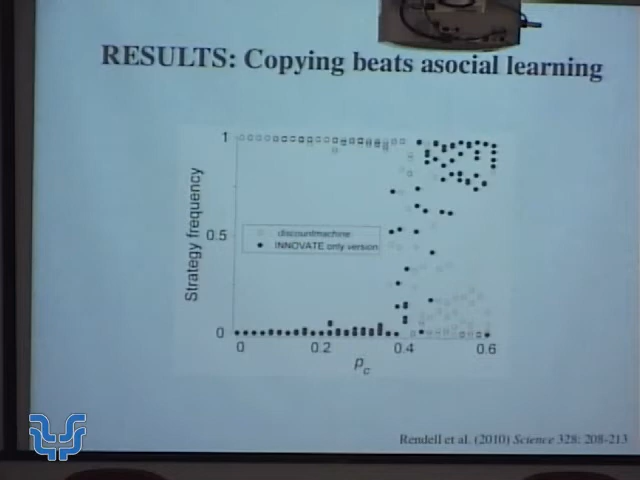 RESULTS: Copying beats asocial learning
1
Strategy frequency
discountmachine
0.5
INNOVATE only version
0
0 0.2 0.4 0.6
pc
Rendell et al. (2010) Science 328: 208-213